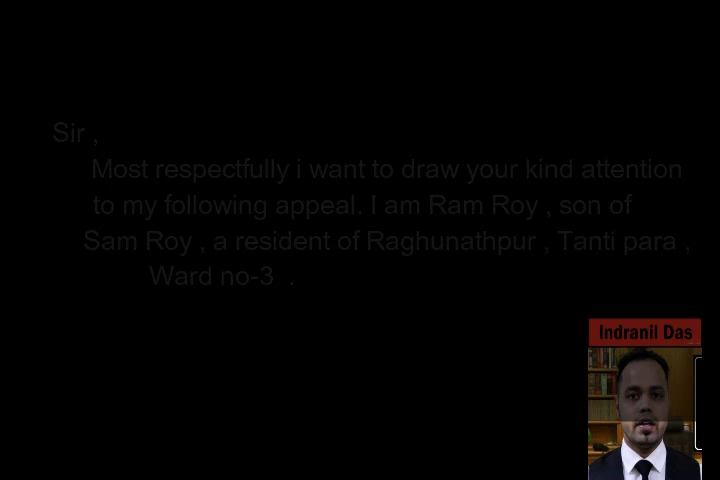 Sir ,
Most respectfully i want to draw your kind attention
to my following appeal. I am Ram Roy , son of
Sam Roy , a resident of Raghunathpur , Tanti para ,
Ward no-3 .
Indranil Das